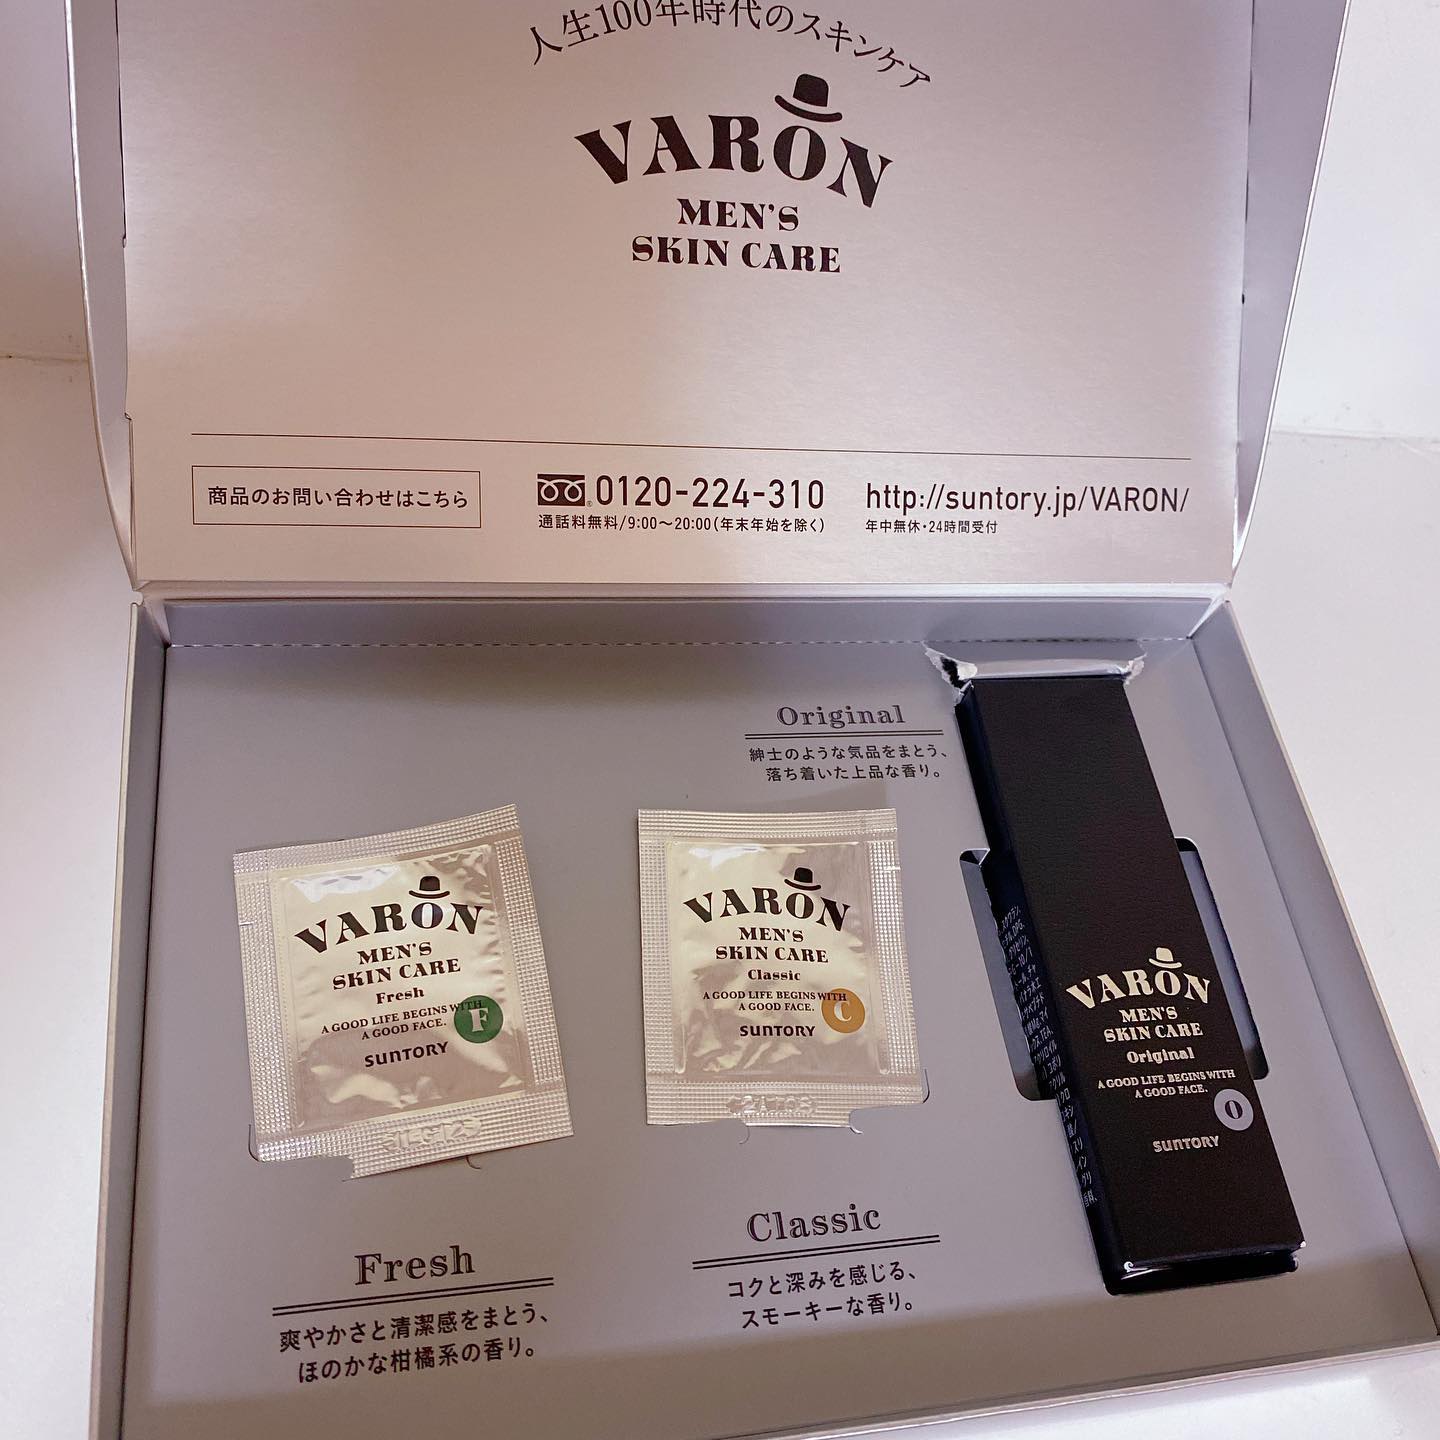 人生100年時代のスキンケア
VARON
MEN'S
SKIN CARE
商品のお問い合わせはこちら
0120-224-310
通話料無料/9:00～20:00(年末年始を除く)
http://suntory.jp/VARON/
年中無休・24時間受付
Original
紳士のような気品をまとう、
落ち着いた上品な香り。
VARON
MEN'S
SKIN CARE
Fresh
A GOOD LIFE BEGINS WITH
A GOOD FACE.
F
SUNTORY
VARON
MEN'S
SKIN CARE
Classic
A GOOD LIFE BEGINS WITH
A GOOD FACE.
C
SUNTORY
VARON
MEN'S
SKIN CARE
Original
A GOOD LIFE BEGINS WITH
A GOOD FACE.
O
SUNTORY
Fresh
爽やかさと清潔感をまとう、
ほのかな柑橘系の香り。
Classic
コクと深みを感じる、
スモーキーな香り。